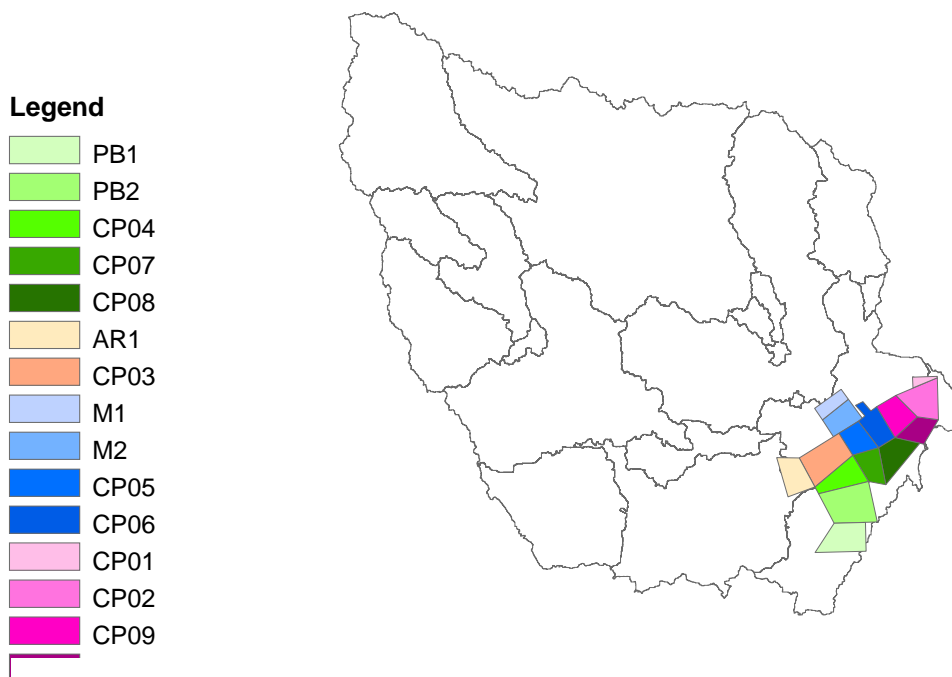 Legend
PB1
PB2
CP04
CP07
CP08
AR1
CP03
M1
M2
CP05
CP06
CP01
CP02
CP09